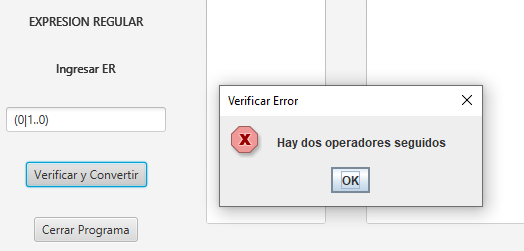 EXPRESION REGULAR
Ingresar ER
(0|1..0)
Verificar y Convertir
Cerrar Programa
Verificar Error
X
Hay dos operadores seguidos
OK